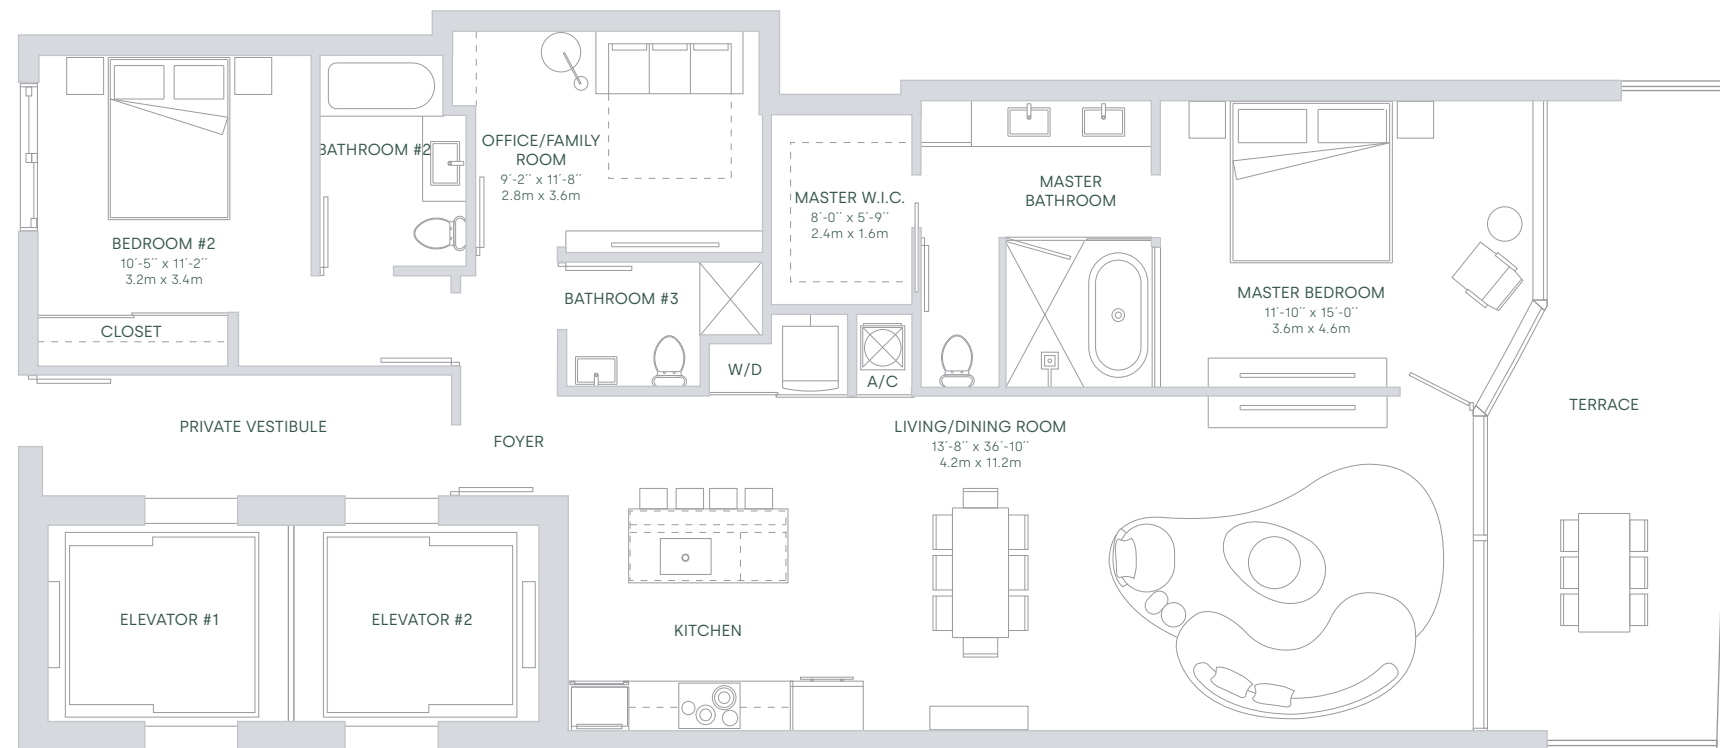 BATHROOM #2
OFFICE/FAMILY
ROOM
9´-2´´ x 11´-8´´
2.8m x 3.6m
MASTER W.I.C.
8´-0´´ x 5´-9´´
2.4m x 1.6m
MASTER
BATHROOM
BEDROOM #2
10´-5´´ x 11´-2´´
3.2m x 3.4m
BATHROOM #3
MASTER BEDROOM
11´-10´´ x 15´-0´´
3.6m x 4.6m
CLOSET
W/D
A/C
TERRACE
PRIVATE VESTIBULE
FOYER
LIVING/DINING ROOM
13´-8´´ x 36´-10´´
4.2m x 11.2m
ELEVATOR #1
ELEVATOR #2
KITCHEN